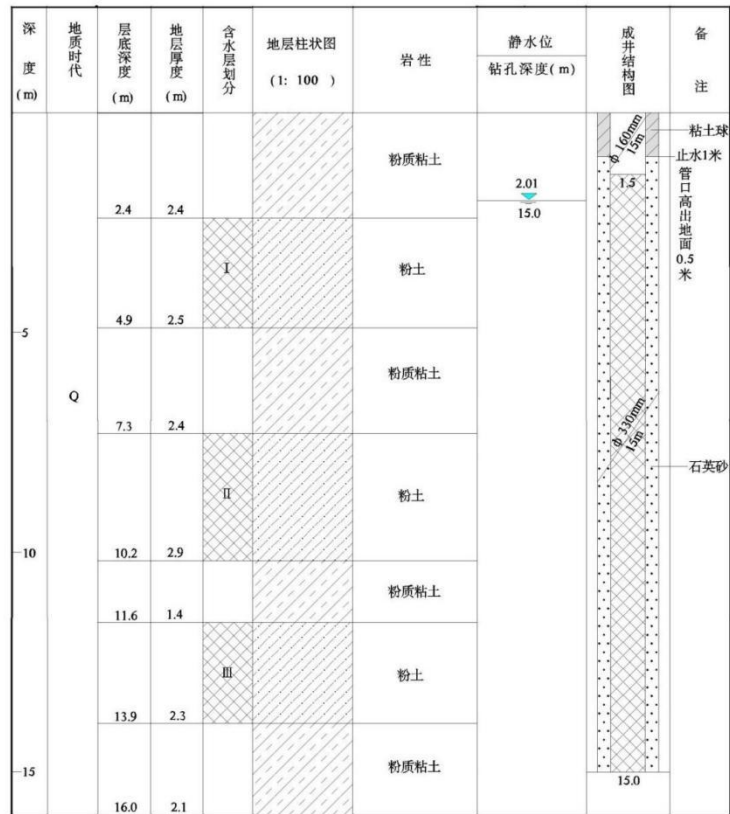 深度(m)
地质时代
层底深度(m)
地层厚度(m)
含水层划分
地层柱状图
(1: 100 )
岩 性
静水位
钻孔深度(m)
成井结构图
备注
粉质粘土
ф 160mm
15m
粘土球
止水1米
管口高出地面0.5米
2.01
15.0
1.5
2.4
2.4
I
粉土
5
4.9
2.5
粉质粘土
Q
ф 330mm
15m
7.3
2.4
II
粉土
石英砂
10
10.2
2.9
粉质粘土
11.6
1.4
III
粉土
13.9
2.3
粉质粘土
15
15.0
16.0
2.1